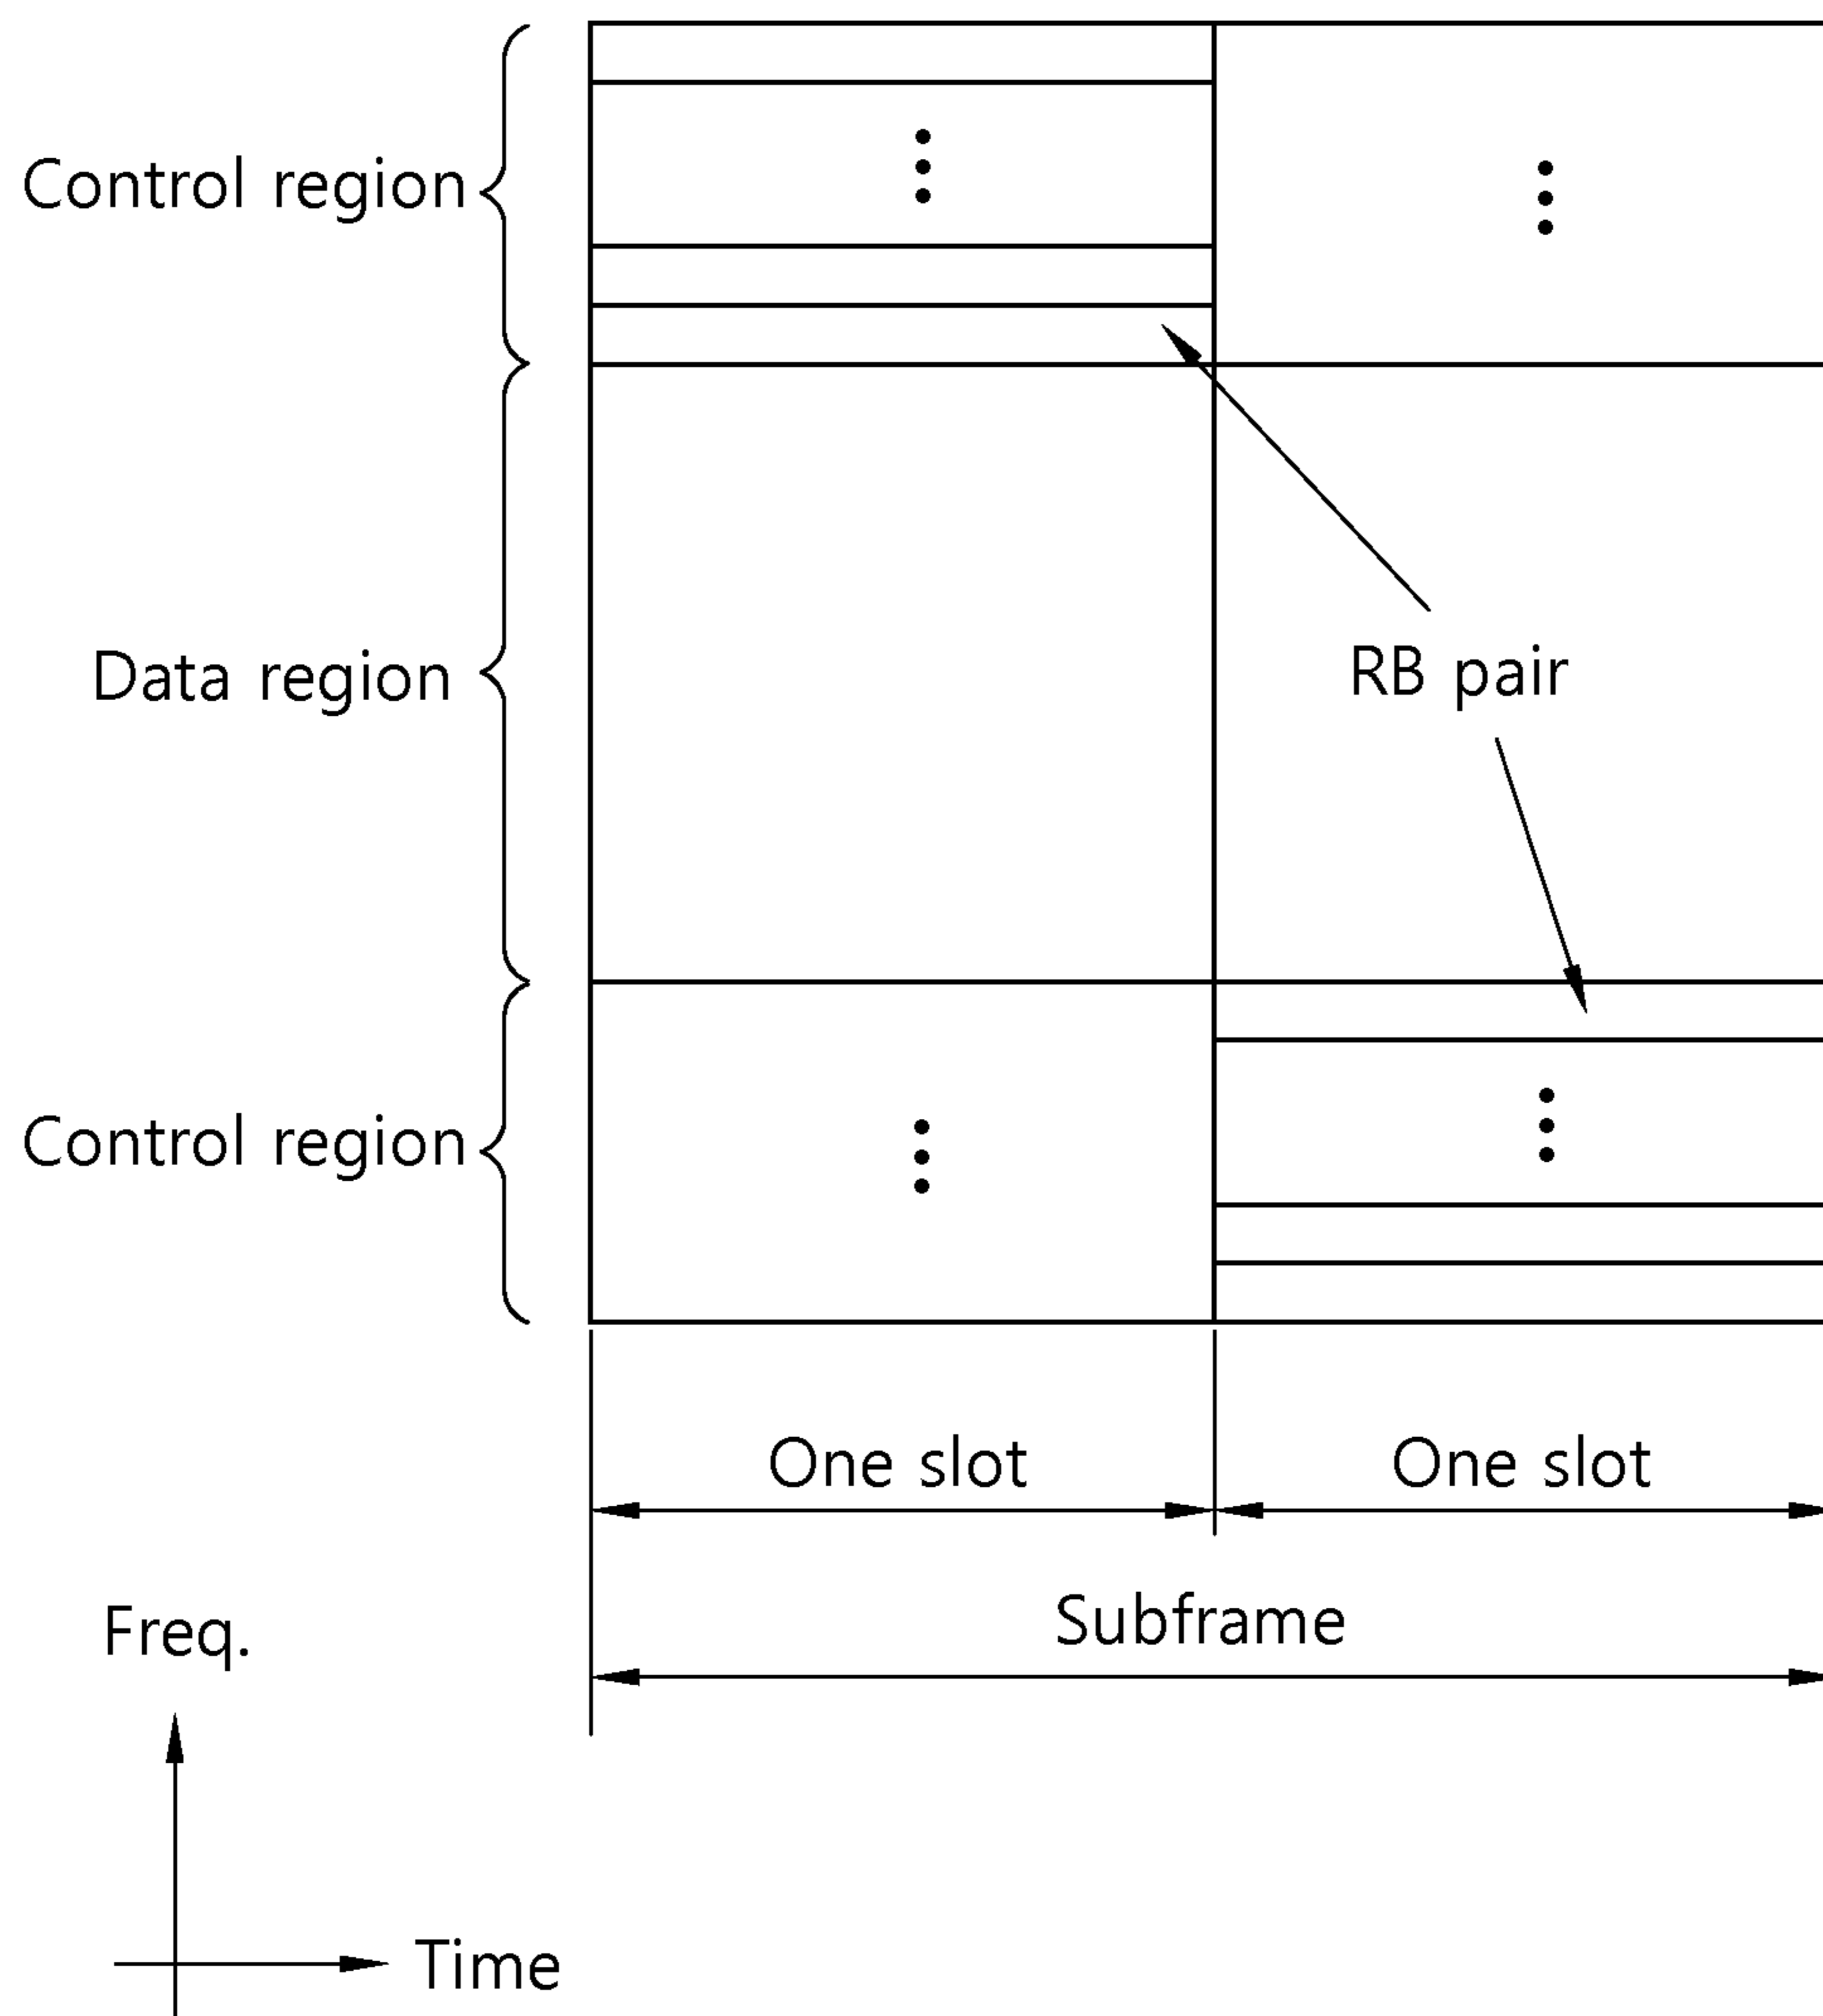 Control region
Data region
RB pair
Control region
One slot
One slot
Subframe
Freq.
Time